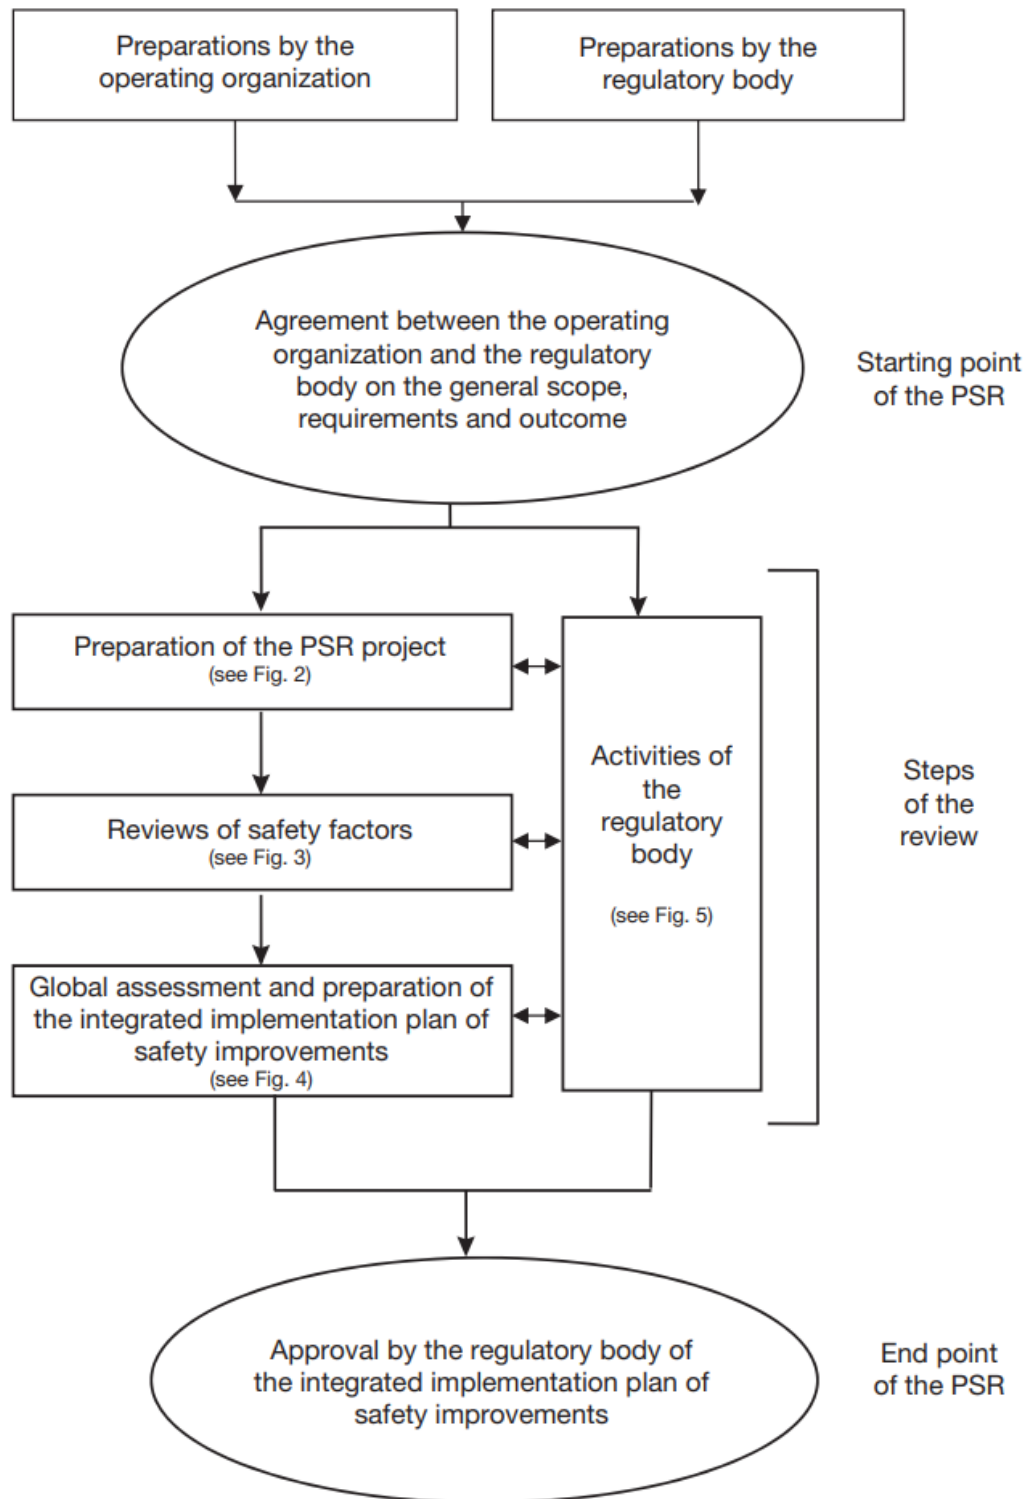 Preparations by the
operating organization
Preparations by the
regulatory body
Agreement between the operating
organization and the regulatory
body on the general scope,
requirements and outcome
Starting point
of the PSR
Preparation of the PSR project
(see Fig. 2)
Reviews of safety factors
(see Fig. 3)
Global assessment and preparation of
the integrated implementation plan of
safety improvements
(see Fig. 4)
Activities of
the
regulatory
body
(see Fig. 5)
Steps
of the
review
Approval by the regulatory body of
the integrated implementation plan of
safety improvements
End point
of the PSR